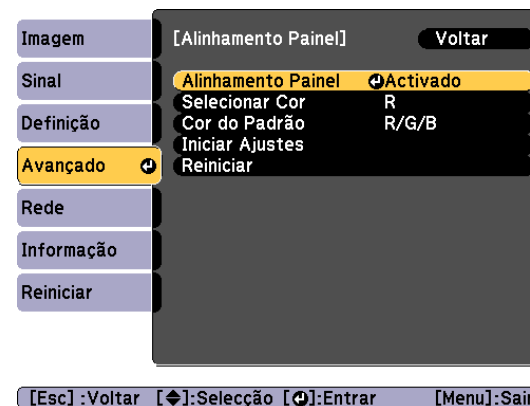 Imagem
Sinal
Definição
Avançado
Rede
Informação
Reiniciar
[Alinhamento Painel] Voltar
Alinhamento Painel Activado
Selecionar Cor R
Cor do Padrão R/G/B
Iniciar Ajustes
Reiniciar
[Esc] :Voltar [◆]:Selecção [↵]:Entrar [Menu]:Sair